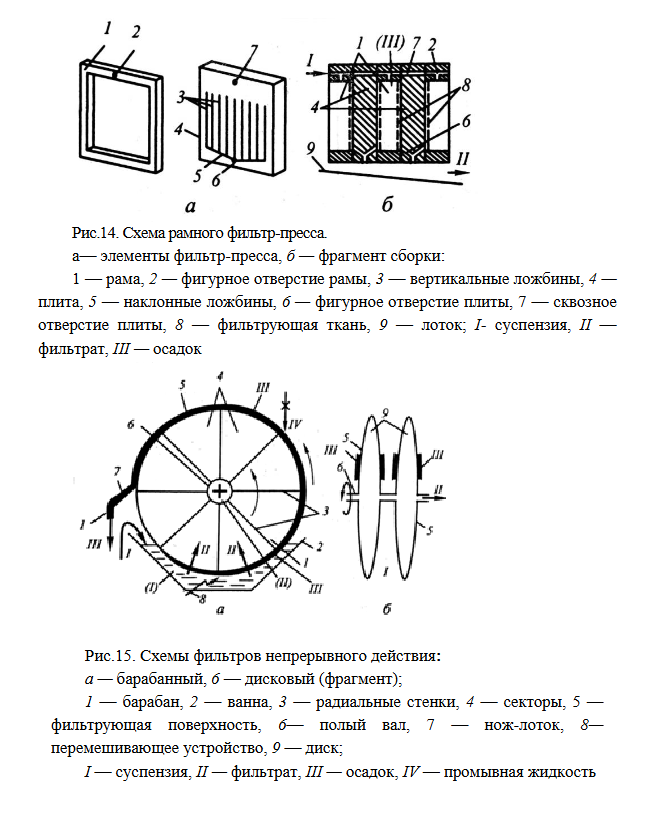 1
2
7
3
4
5
6
а
I
1
(III)
7
2
4
8
6
9
II
б
Рис.14. Схема рамного фильтр-пресса.
а— элементы фильтр-пресса, б — фрагмент сборки:
1 — рама, 2 — фигурное отверстие рамы, 3 — вертикальные ложбины, 4 —
плита, 5 — наклонные ложбины, 6 — фигурное отверстие плиты, 7 — сквозное
отверстие плиты, 8 — фильтрующая ткань, 9 — лоток; I- суспензия, II —
фильтрат, III — осадок
4
5
III
6
IV
7
1
III
I
II
II
3
2
1
(I)
(II)
III
8
а
9
5
III
III
6
II
5
I
б
Рис.15. Схемы фильтров непрерывного действия:
а — барабанный, б — дисковый (фрагмент);
1 — барабан, 2 — ванна, 3 — радиальные стенки, 4 — секторы, 5 —
фильтрующая поверхность, 6— полый вал, 7 — нож-лоток, 8—
перемешивающее устройство, 9 — диск;
I — суспензия, II — фильтрат, III — осадок, IV — промывная жидкость